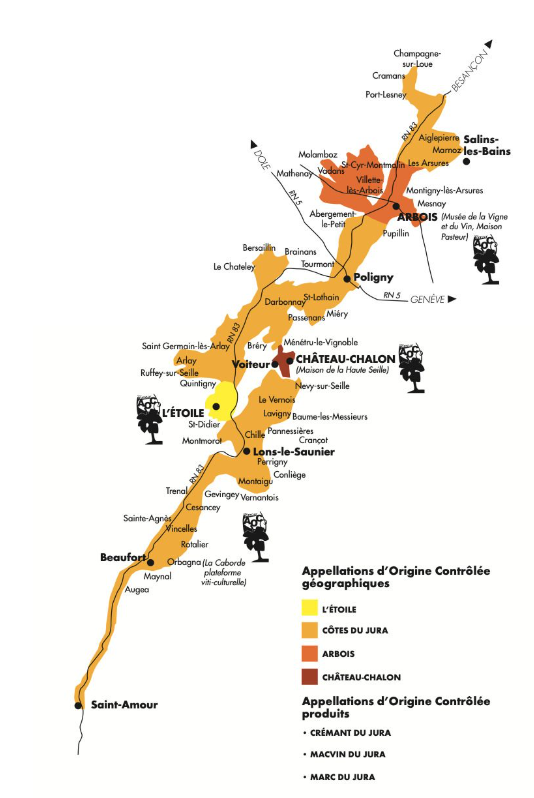 Champagne-
sur-Loue
Cramans
Port-Lesney
BESANÇON
RN 83
Aiglepierre
Marnoz
Salins-
les-Bains
Les Arsures
Molamboz
St-Cyr-Montmalin
Vadans
Mathenay
Villette-
lès-Arbois
DOLE
RN 5
Montigny-lès-Arsures
Mesnay
ARBOIS (Musée de la Vigne
et du Vin, Maison
Pasteur)
Abergement-
le-Petit
Pupillin
Bersaillin
Brainans
Le Chateley
Tourmont
Poligny
RN 5
GENÈVE
Darbonnay
St-Lothain
Passenans
Miéry
RN 83
Saint Germain-lès-Arlay
Bréry
Ménétru-le-Vignoble
Arlay
Voiteur
CHÂTEAU-CHALON
(Maison de la Haute Seille)
Ruffey-sur-Seille
Quintigny
Nevy-sur-Seille
L'ÉTOILE
Le Vernois
Lavigny
Baume-les-Messieurs
St-Didier
Chille
Pannessières
Crançot
Montmorot
Lons-le-Saunier
Perrigny
Conliège
RN 83
Montaigu
Trenal
Gevingey
Vernantois
Cesancey
Sainte-Agnès
Vincelles
Rotalier
Beaufort
Orbagna
(La Caborde
plateforme
viti-culturelle)
Maynal
Augea
Saint-Amour
Appellations d'Origine Contrôlée
géographiques
L'ÉTOILE
CÔTES DU JURA
ARBOIS
CHÂTEAU-CHALON
Appellations d'Origine Contrôlée
produits
• CRÉMANT DU JURA
• MACVIN DU JURA
• MARC DU JURA